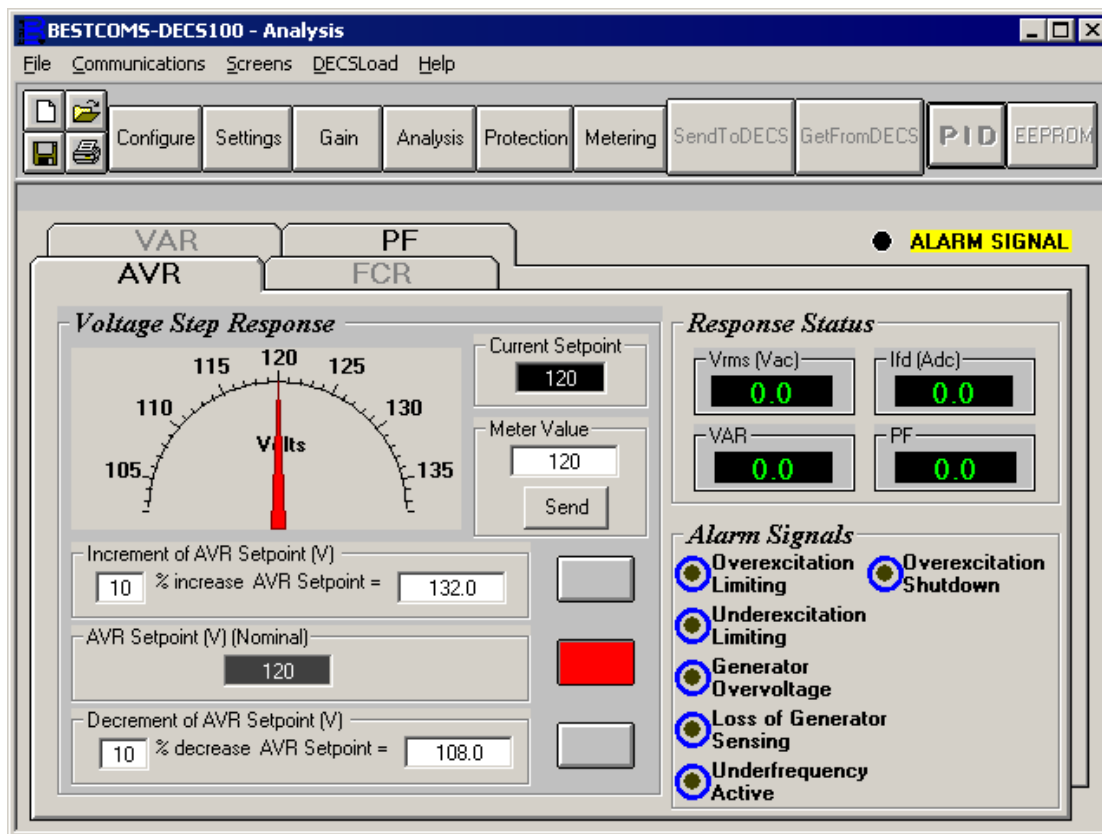 BESTCOMS-DECS100 - Analysis
File Communications Screens DECSLoad Help
Configure Settings Gain Analysis Protection Metering SendToDECS GetFromDECS PID EEPROM
VAR PF
ALARM SIGNAL
AVR FCR
Voltage Step Response
105 110 115 120 125 130 135
Volts
Current Setpoint
120
Meter Value
120
Send
Increment of AVR Setpoint (V)
10 % increase AVR Setpoint = 132.0
AVR Setpoint (V) (Nominal)
120
Decrement of AVR Setpoint (V)
10 % decrease AVR Setpoint = 108.0
Response Status
Vrms (Vac) Ifd (Adc)
0.0 0.0
VAR PF
0.0 0.0
Alarm Signals
Overexcitation Limiting
Overexcitation Shutdown
Underexcitation Limiting
Generator Overvoltage
Loss of Generator Sensing
Underfrequency Active